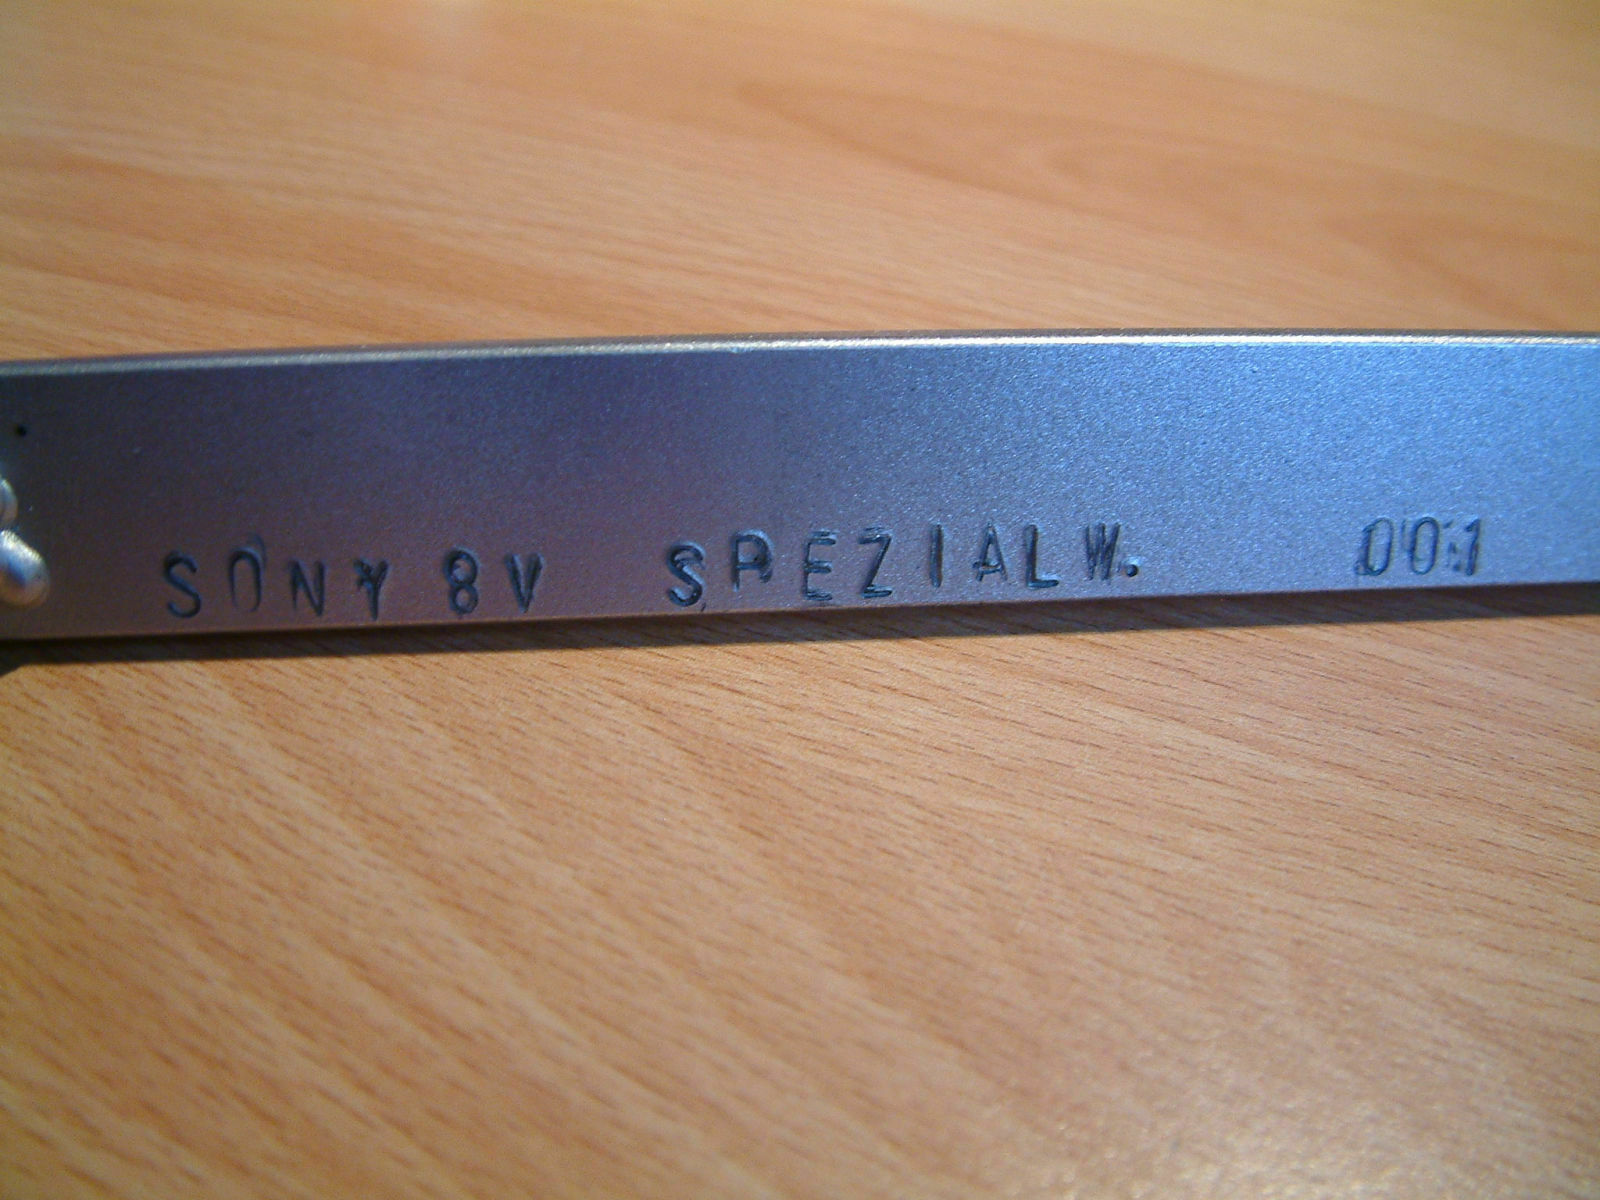 SONY 8V SPEZIALW. 001